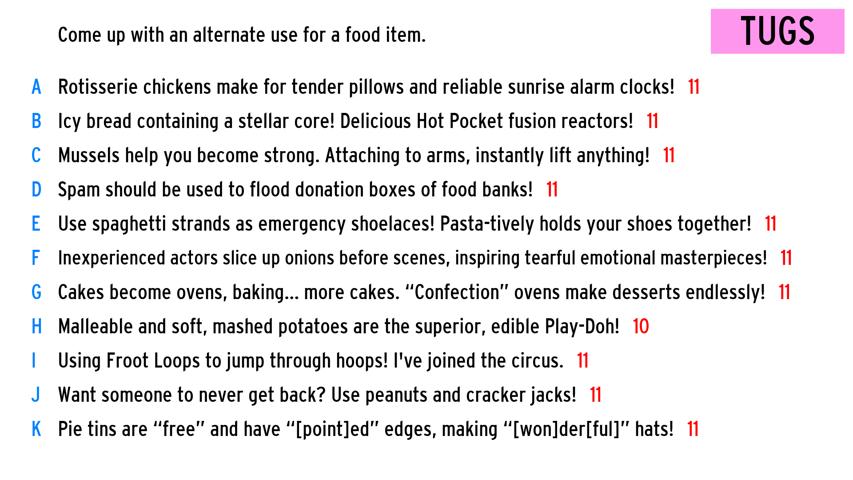 Come up with an alternate use for a food item.
TUGS
A Rotisserie chickens make for tender pillows and reliable sunrise alarm clocks! 11
B Icy bread containing a stellar core! Delicious Hot Pocket fusion reactors! 11
C Mussels help you become strong. Attaching to arms, instantly lift anything! 11
D Spam should be used to flood donation boxes of food banks! 11
E Use spaghetti strands as emergency shoelaces! Pasta-tively holds your shoes together! 11
F Inexperienced actors slice up onions before scenes, inspiring tearful emotional masterpieces! 11
G Cakes become ovens, baking... more cakes. “Confection” ovens make desserts endlessly! 11
H Malleable and soft, mashed potatoes are the superior, edible Play-Doh! 10
I Using Froot Loops to jump through hoops! I've joined the circus. 11
J Want someone to never get back? Use peanuts and cracker jacks! 11
K Pie tins are “free” and have “[point]ed” edges, making “[won]der[ful]” hats! 11